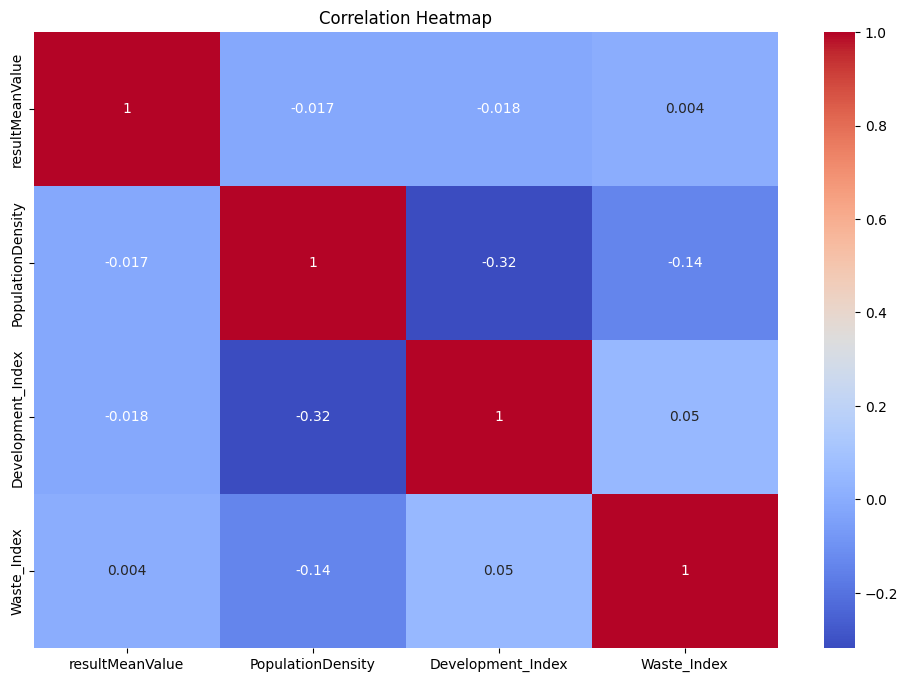 Correlation Heatmap
resultMeanValue
1
-0.017
-0.018
0.004
PopulationDensity
-0.017
1
-0.32
-0.14
Development_Index
-0.018
-0.32
1
0.05
Waste_Index
0.004
-0.14
0.05
1
resultMeanValue
PopulationDensity
Development_Index
Waste_Index
1.0
0.8
0.6
0.4
0.2
0.0
−0.2